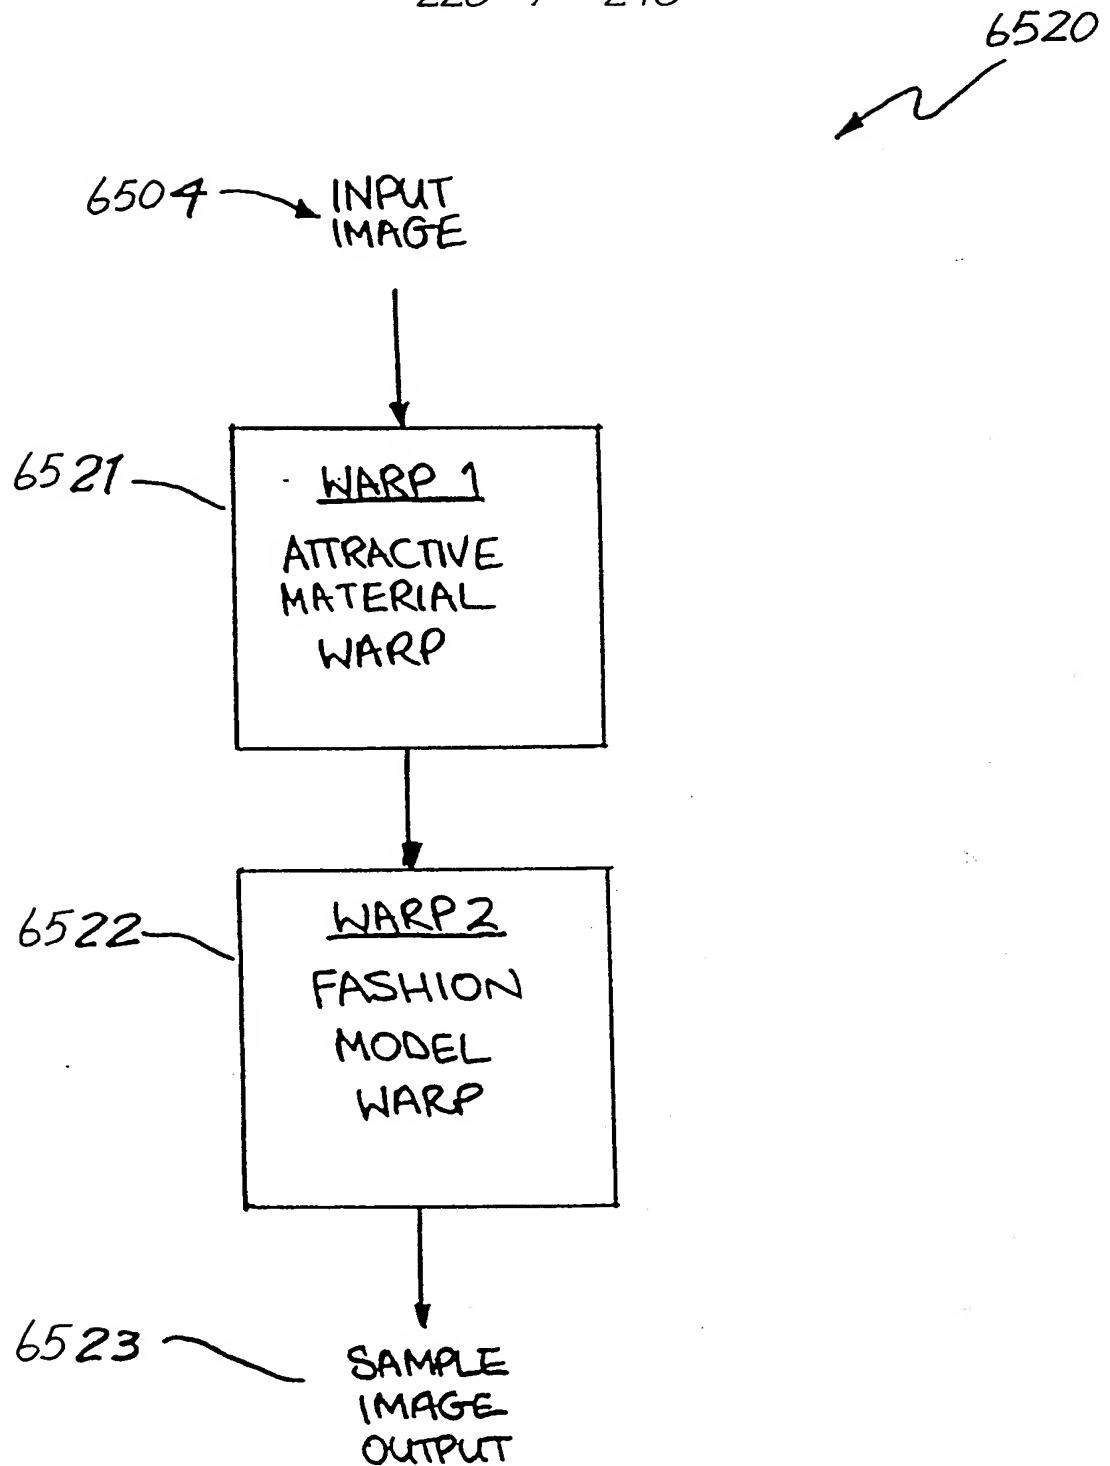 6520
6504
INPUT
IMAGE
6521
WARP 1
ATTRACTIVE
MATERIAL
WARP
6522
WARP 2
FASHION
MODEL
WARP
6523
SAMPLE
IMAGE
OUTPUT